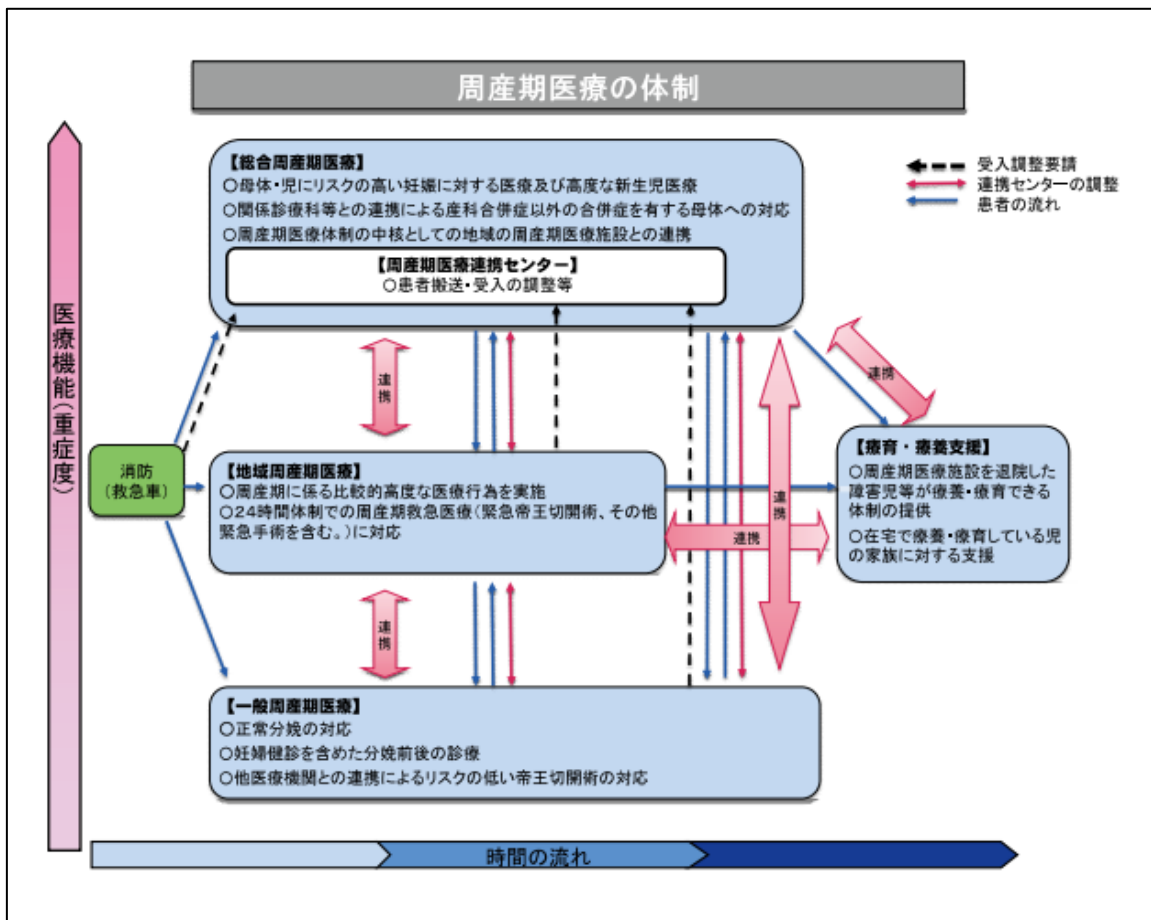 周産期医療の体制
【総合周産期医療】
○母体・児にリスクの高い妊娠に対する医療及び高度な新生児医療
○関係診療科等との連携による産科合併症以外の合併症を有する母体への対応
○周産期医療体制の中核としての地域の周産期医療施設との連携
【周産期医療連携センター】
○患者搬送・受入の調整等
受入調整要請
連携センターの調整
患者の流れ
医療機能(重症度)
連携
連携
消防
(救急車)
【地域周産期医療】
○周産期に係る比較的高度な医療行為を実施
○24時間体制での周産期救急医療(緊急帝王切開術、その他
緊急手術を含む。)に対応
連携
連携
【療育・療養支援】
○周産期医療施設を退院した
障害児等が療養・療育できる
体制の提供
○在宅で療養・療育している児
の家族に対する支援
連携
【一般周産期医療】
○正常分娩の対応
○妊婦健診を含めた分娩前後の診療
○他医療機関との連携によるリスクの低い帝王切開術の対応
時間の流れ